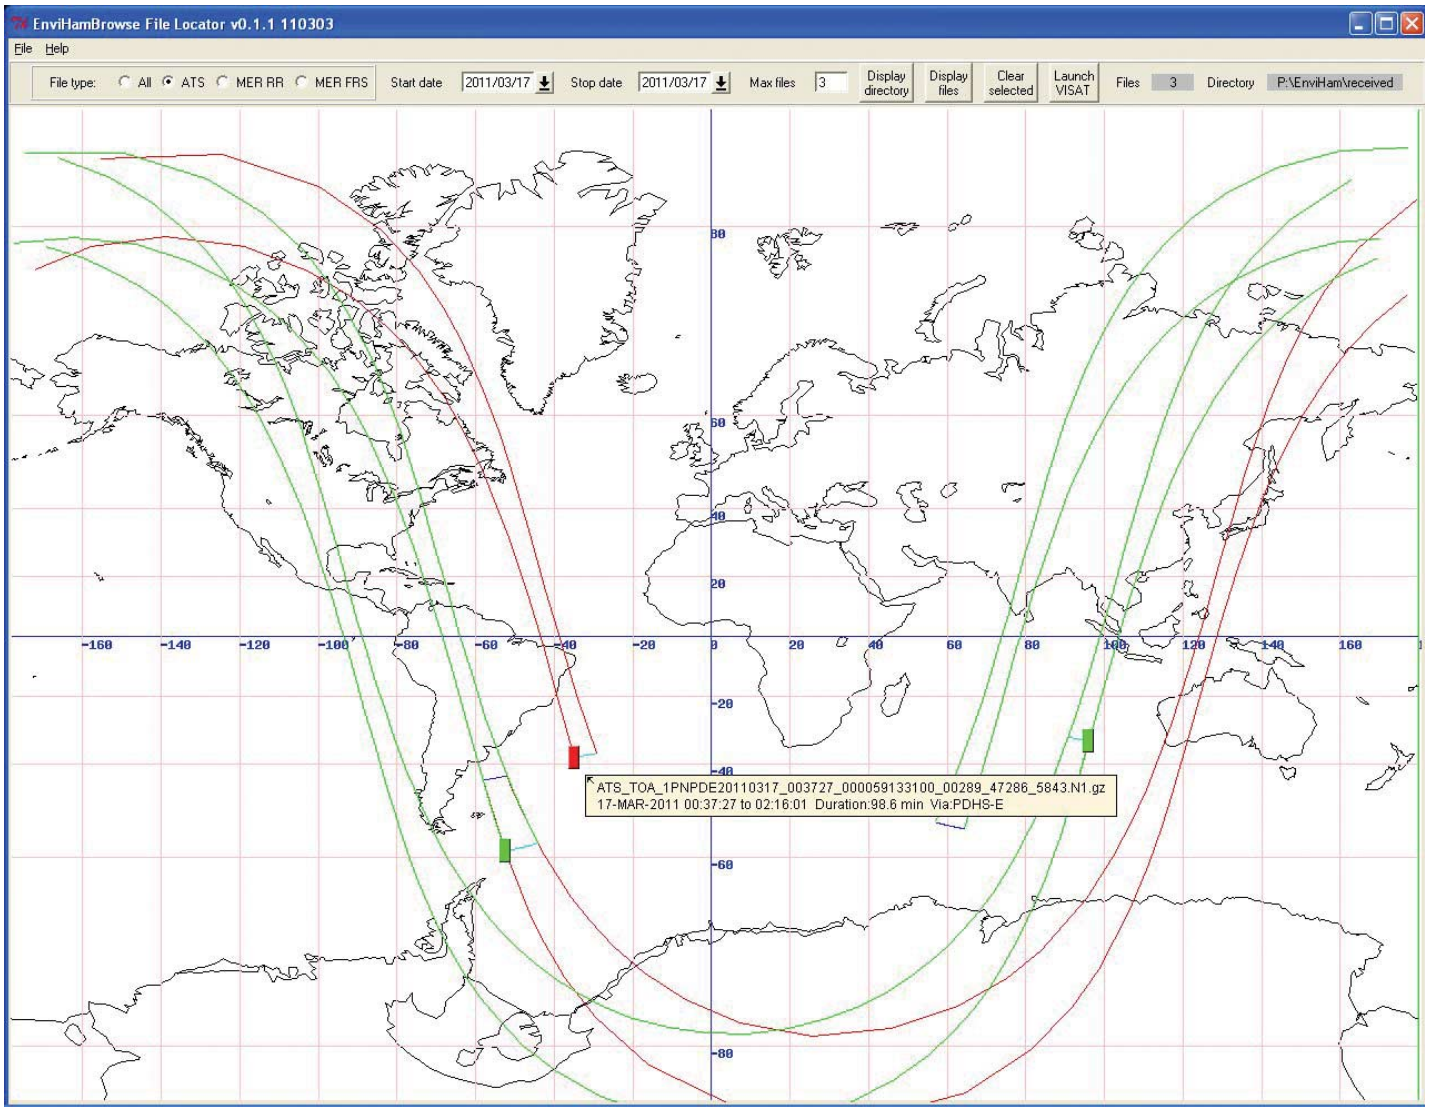 EnviHamBrowse File Locator v0.1.1 110303
File Help
File type: All ATS MER RR MER FRS Start date 2011/03/17 Stop date 2011/03/17 Max files 3 Display directory Display files Clear selected Launch VISAT Files 3 Directory P:\EnviHam\received
80
60
40
20
-160 -140 -120 -100 -80 -60 -40 -20 0 20 40 60 80 100 120 140 160
-20
-40
ATS_TOA_1PNPDE20110317_003727_000059133100_00289_47286_5843.N1.gz
17-MAR-2011 00:37:27 to 02:16:01 Duration:98.6 min Via:PDHS-E
-60
-80